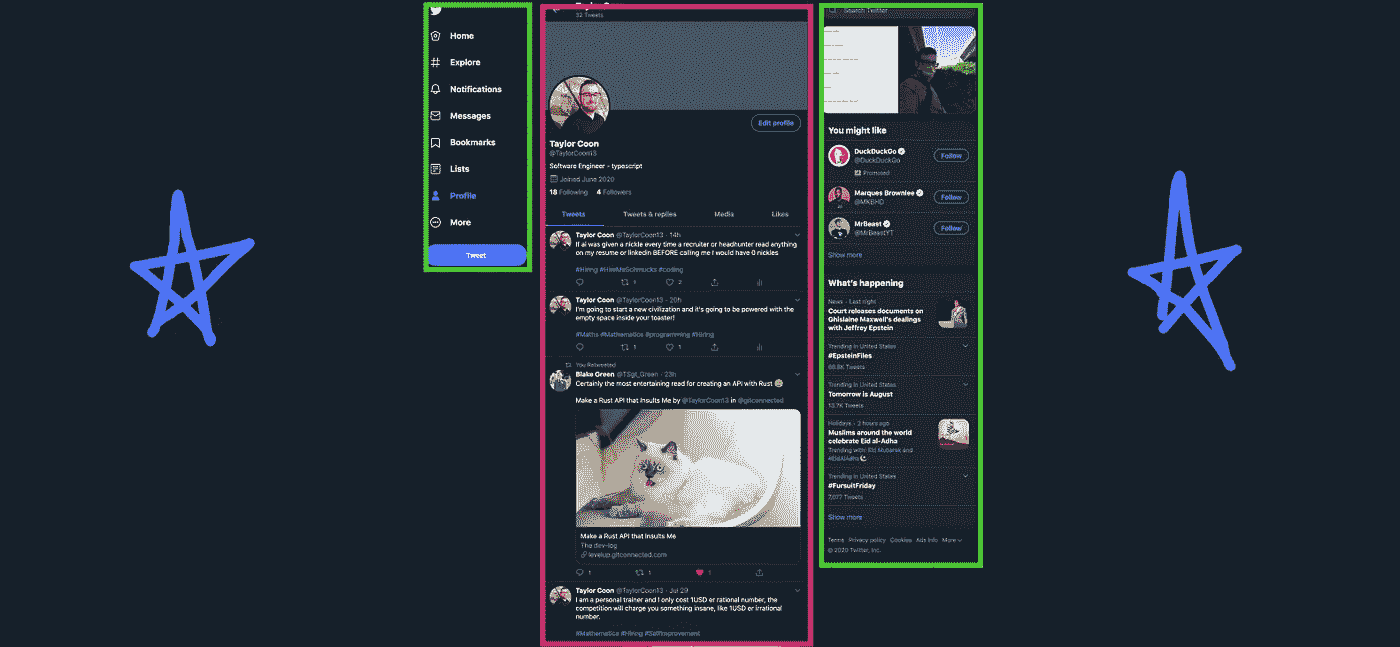 Home
Explore
Notifications
Messages
Bookmarks
Lists
Profile
More
Tweet
32 Tweets
Edit profile
Taylor Coon
@TaylorCoon13
Software Engineer - typescript
Joined June 2020
18 Following 4 Followers
Tweets Tweets & replies Media Likes
Taylor Coon @TaylorCoon13 · 14h
If ai was given a nickle every time a recruiter or headhunter read anything
on my resume or linkedin BEFORE calling me I would have 0 nickles
#Hiring #HireMeSchmucks #coding
1 2
Taylor Coon @TaylorCoon13 · 20h
I'm going to start a new civilization and it's going to be powered with the
empty space inside your toaster!
#Maths #Mathematics #programming #Hiring
1 1
You Retweeted
Blake Green @TSgt_Green · 23h
Certainly the most entertaining read for creating an API with Rust
Make a Rust API that Insults Me by @TaylorCoon13 in @gitconnected
Make a Rust API that Insults Me
The dev-log
levelup.gitconnected.com
1 1 1
Taylor Coon @TaylorCoon13 · Jul 29
I am a personal trainer and I only cost 1USD er rational number, the
competition will charge you something insane, like 1USD er irrational
number.
#Mathematics #Hiring #SelfImprovement
Search Twitter
You might like
DuckDuckGo
@DuckDuckGo
Follow
Promoted
Marques Brownlee
@MKBHD
Follow
MrBeast
@MrBeastYT
Follow
Show more
What's happening
News · Last night
Court releases documents on
Ghislaine Maxwell's dealings
with Jeffrey Epstein
Trending in United States
#EpsteinFiles
Tweets
Trending in United States
Tomorrow is August
13.7K Tweets
Holidays · 2 hours ago
Muslims around the world
celebrate Eid al-Adha
Trending with: Eid Mubarak and
#EidAlAdha
Trending in United States
#FursuitFriday
7,077 Tweets
Show more
Terms Privacy policy Cookies Ads info More
© 2020 Twitter, Inc.